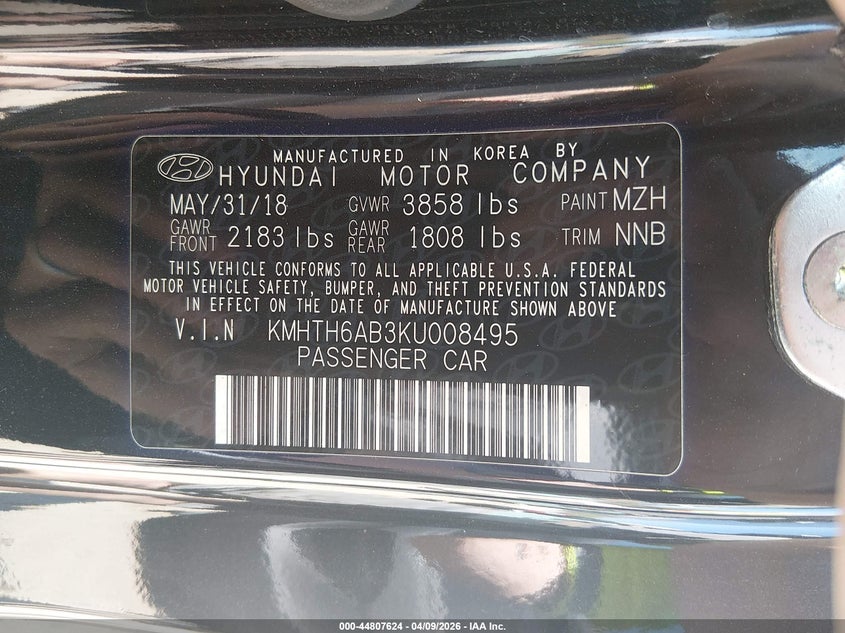 MANUFACTURED IN KOREA BY
HYUNDAI MOTOR COMPANY
MAY/31/18 GVWR 3858 lbs PAINT MZH
GAWR FRONT 2183 lbs GAWR REAR 1808 lbs TRIM NNB
THIS VEHICLE CONFORMS TO ALL APPLICABLE U.S.A. FEDERAL
MOTOR VEHICLE SAFETY, BUMPER, AND THEFT PREVENTION STANDARDS
IN EFFECT ON THE DATE OF MANUFACTURE SHOWN ABOVE
V.I.N KMHTH6AB3KU008495
PASSENGER CAR
000-44807624 - 04/09/2026 - IAA Inc.